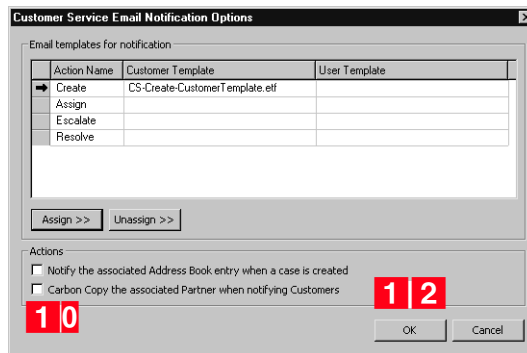 Customer Service Email Notification Options
Email templates for notification
Action Name Customer Template User Template
Create CS-Create-CustomerTemplate.etf
Assign
Escalate
Resolve
Assign >> Unassign >>
Actions
Notify the associated Address Book entry when a case is created
Carbon Copy the associated Partner when notifying Customers
10
12
OK Cancel